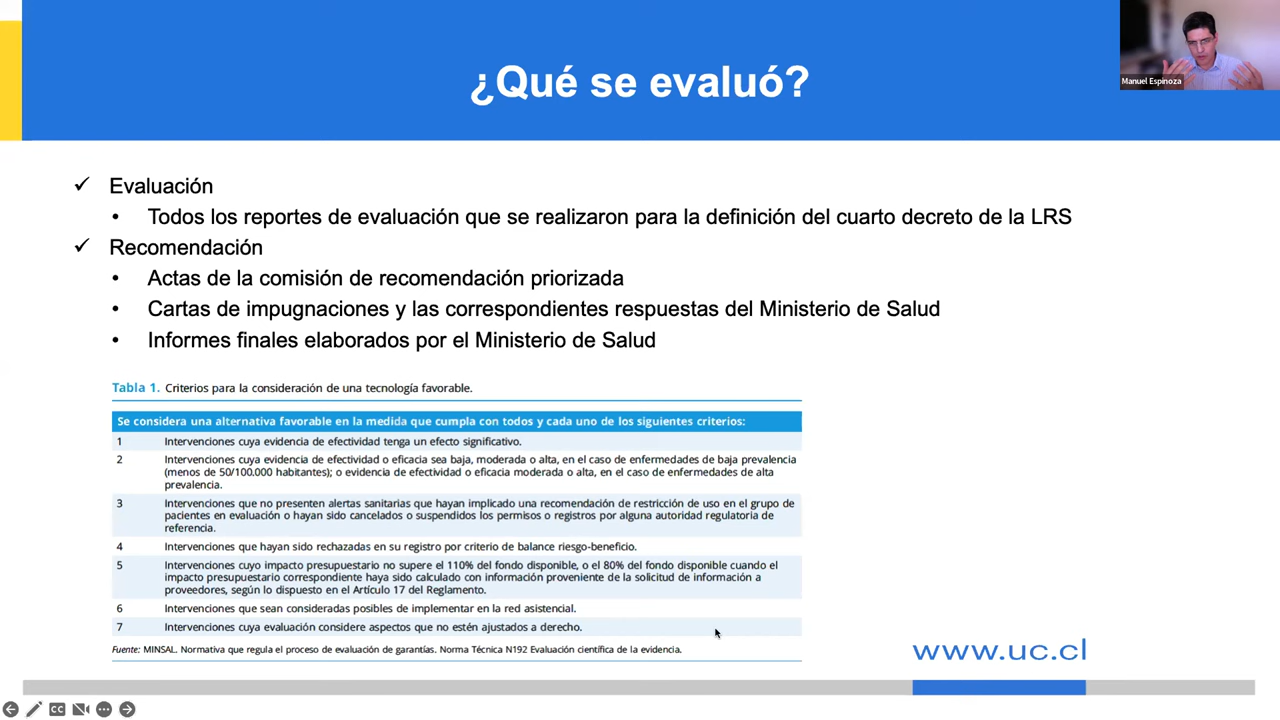 ¿Qué se evaluó?
Manuel Espinoza
Evaluación
• Todos los reportes de evaluación que se realizaron para la definición del cuarto decreto de la LRS
Recomendación
• Actas de la comisión de recomendación priorizada
• Cartas de impugnaciones y las correspondientes respuestas del Ministerio de Salud
• Informes finales elaborados por el Ministerio de Salud
Tabla 1. Criterios para la consideración de una tecnología favorable.
Se considera una alternativa favorable en la medida que cumpla con todos y cada uno de los siguientes criterios:
1 Intervenciones cuya evidencia de efectividad tenga un efecto significativo.
2 Intervenciones cuya evidencia de efectividad o eficacia sea baja, moderada o alta, en el caso de enfermedades de baja prevalencia
(menos de 50/100.000 habitantes); o evidencia de efectividad o eficacia moderada o alta, en el caso de enfermedades de alta
prevalencia.
3 Intervenciones que no presenten alertas sanitarias que hayan implicado una recomendación de restricción de uso en el grupo de
pacientes en evaluación o hayan sido cancelados o suspendidos los permisos o registros por alguna autoridad regulatoria de
referencia.
4 Intervenciones que hayan sido rechazadas en su registro por criterio de balance riesgo-beneficio.
5 Intervenciones cuyo impacto presupuestario no supere el 110% del fondo disponible, o el 80% del fondo disponible cuando el
impacto presupuestario correspondiente haya sido calculado con información proveniente de la solicitud de información a
proveedores, según lo dispuesto en el Artículo 17 del Reglamento.
6 Intervenciones que sean consideradas posibles de implementar en la red asistencial.
7 Intervenciones cuya evaluación considere aspectos que no estén ajustados a derecho.
Fuente: MINSAL. Normativa que regula el proceso de evaluación de garantías. Norma Técnica N192 Evaluación científica de la evidencia.
www.uc.cl
CC